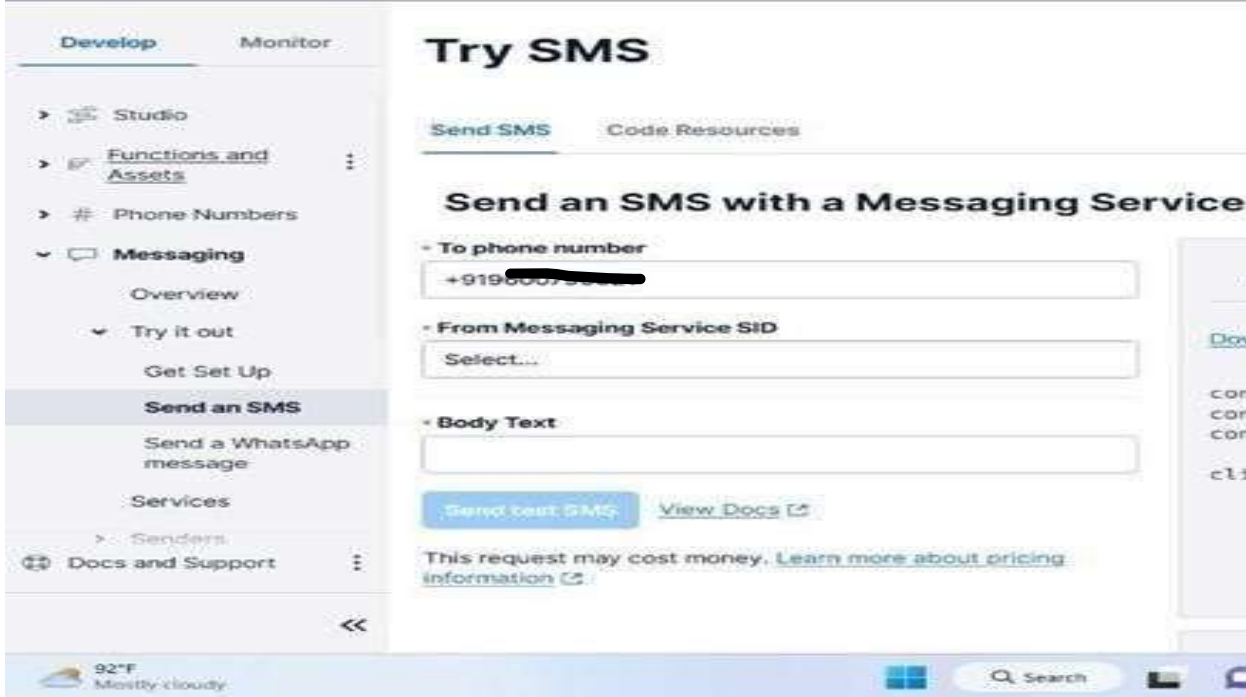 Develop Monitor
Studio
Functions and
Assets
# Phone Numbers
Messaging
Overview
Try it out
Get Set Up
Send an SMS
Send a WhatsApp
message
Services
Senders
Docs and Support
<<
Try SMS
Send SMS Code Resources
Send an SMS with a Messaging Service
To phone number
+919
From Messaging Service SID
Select...
Body Text
Send test SMS View Docs
This request may cost money. Learn more about pricing
information
92°F
Mostly cloudy
Search